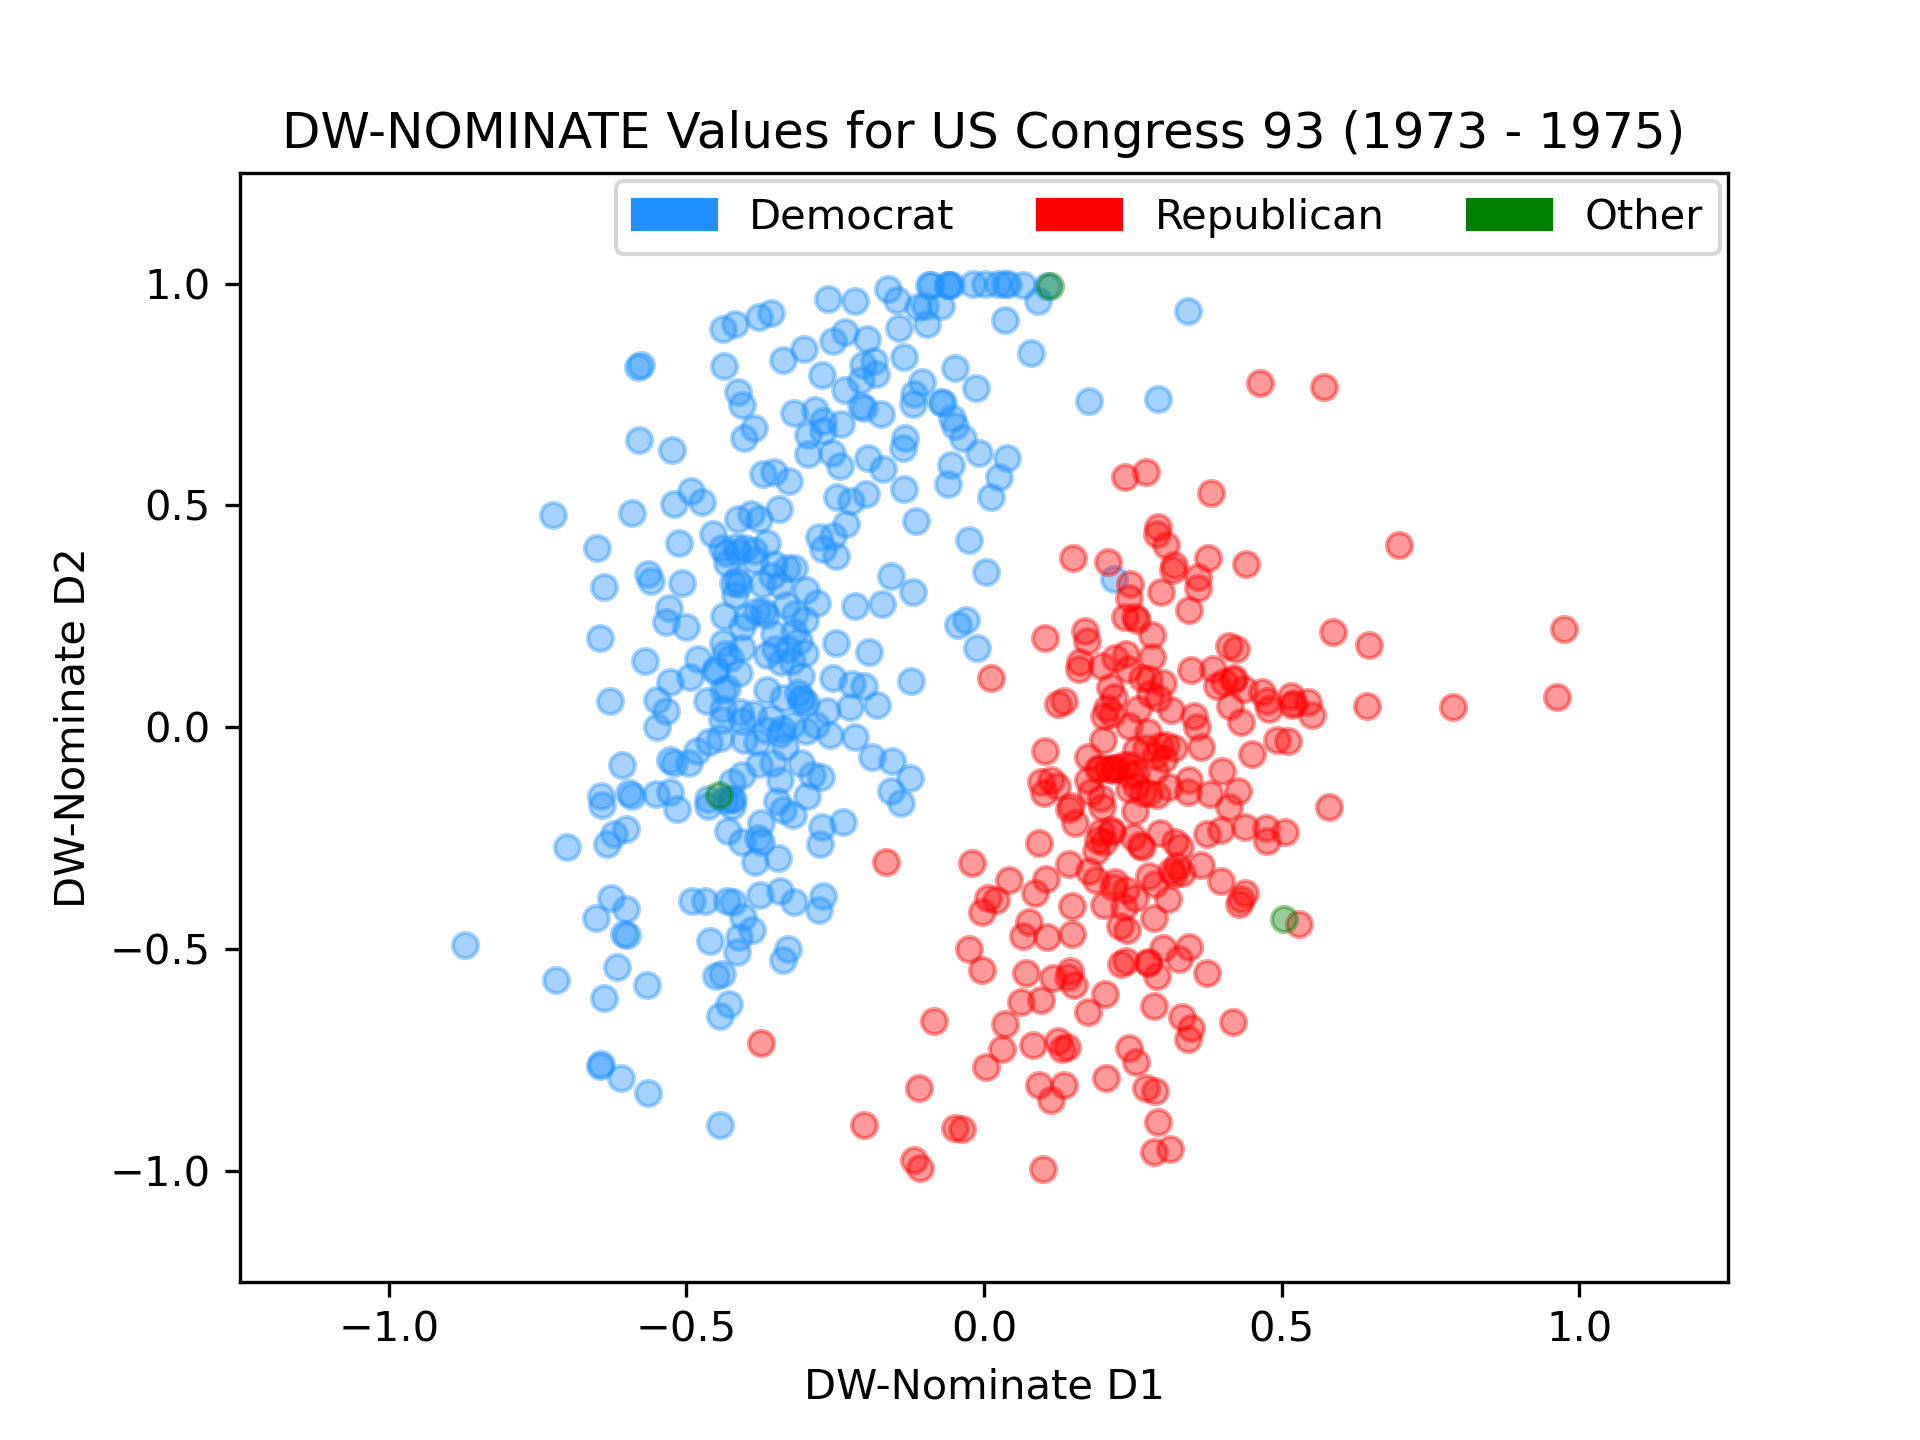 DW-NOMINATE Values for US Congress 93 (1973 - 1975)
Democrat Republican Other
1.0
0.5
0.0
−0.5
−1.0
DW-Nominate D2
−1.0 −0.5 0.0 0.5 1.0
DW-Nominate D1